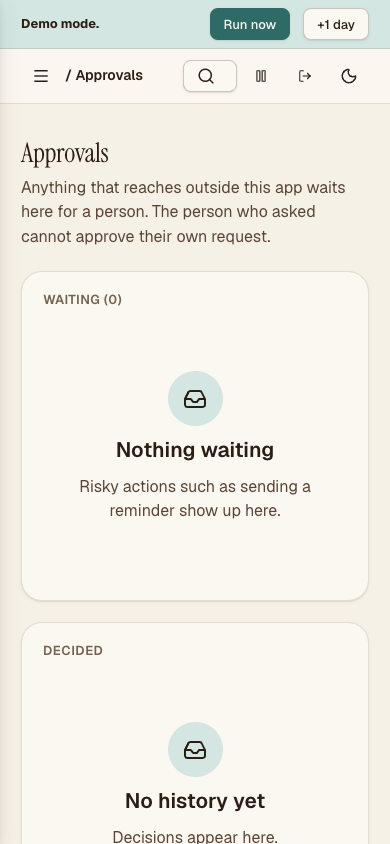 Demo mode.
Run now
+1 day
/ Approvals
Approvals
Anything that reaches outside this app waits
here for a person. The person who asked
cannot approve their own request.
WAITING (0)
Nothing waiting
Risky actions such as sending a
reminder show up here.
DECIDED
No history yet
Decisions appear here.